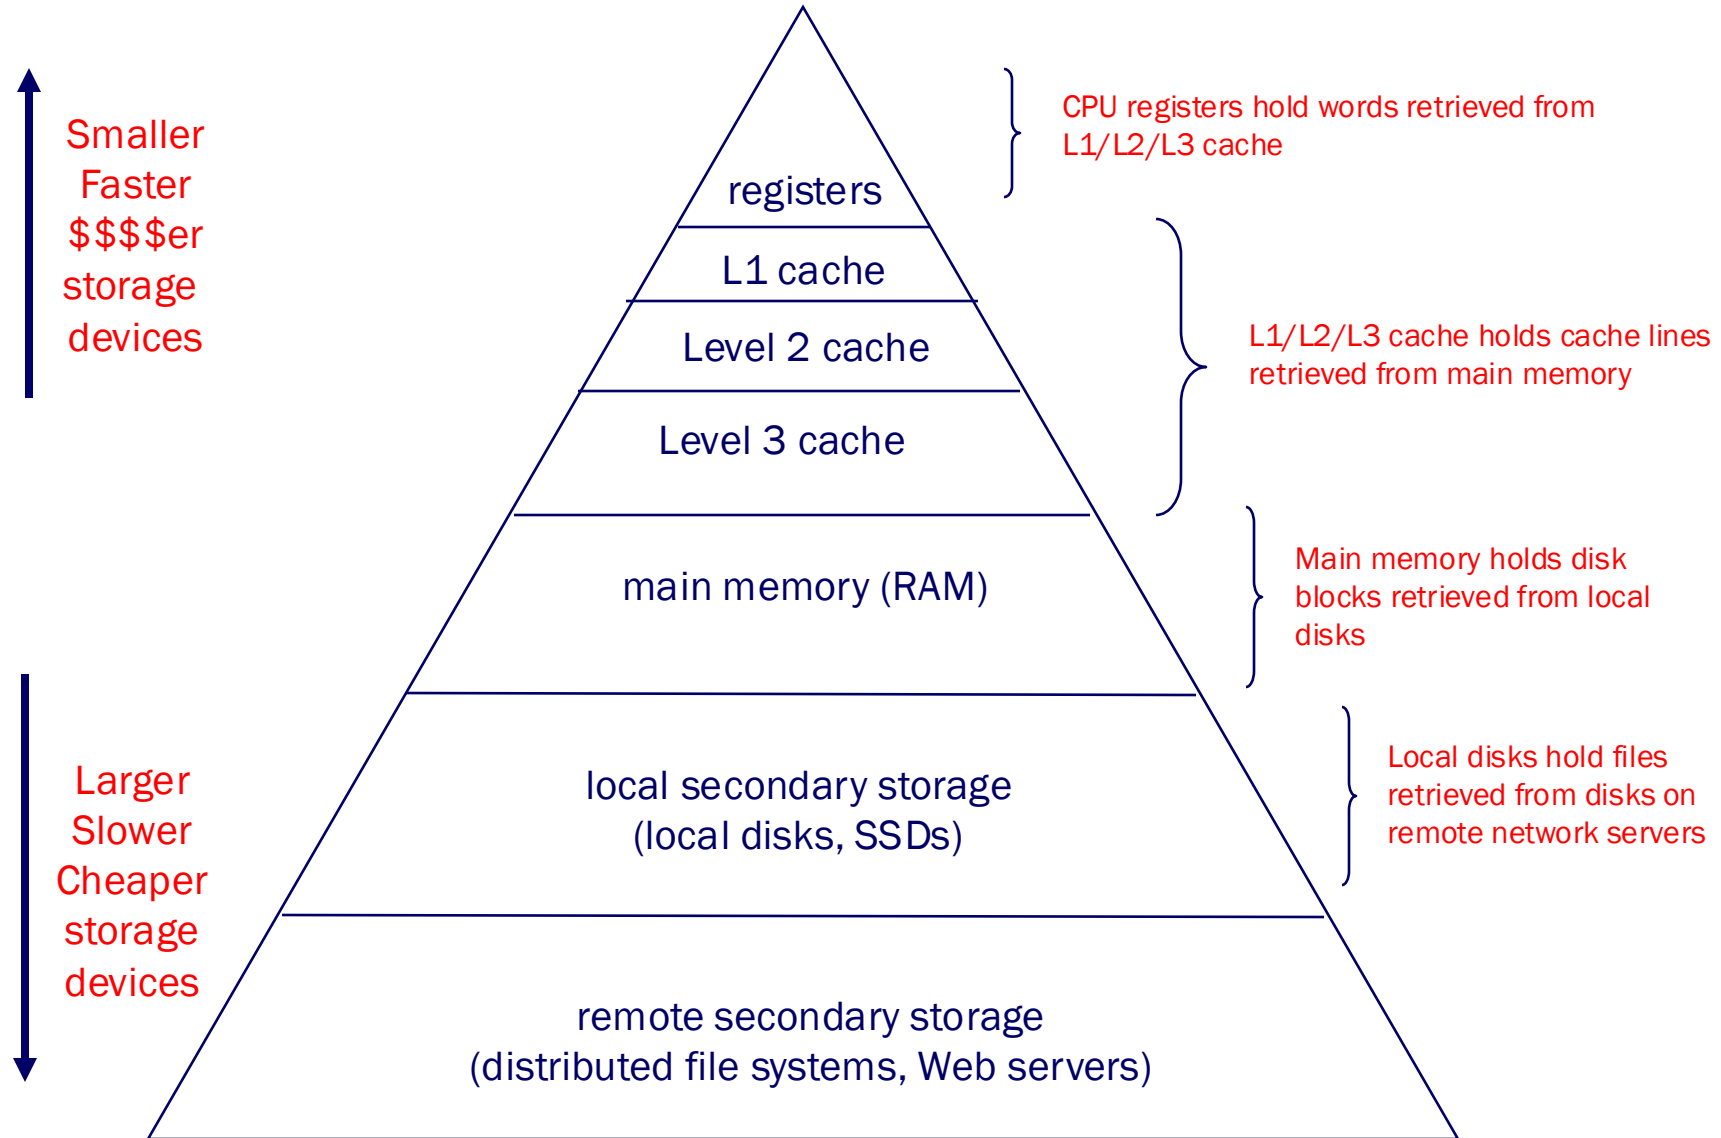 Smaller
Faster
$$$$er
storage
devices
Larger
Slower
Cheaper
storage
devices
registers
L1 cache
Level 2 cache
Level 3 cache
main memory (RAM)
local secondary storage
(local disks, SSDs)
remote secondary storage
(distributed file systems, Web servers)
CPU registers hold words retrieved from
L1/L2/L3 cache
L1/L2/L3 cache holds cache lines
retrieved from main memory
Main memory holds disk
blocks retrieved from local
disks
Local disks hold files
retrieved from disks on
remote network servers